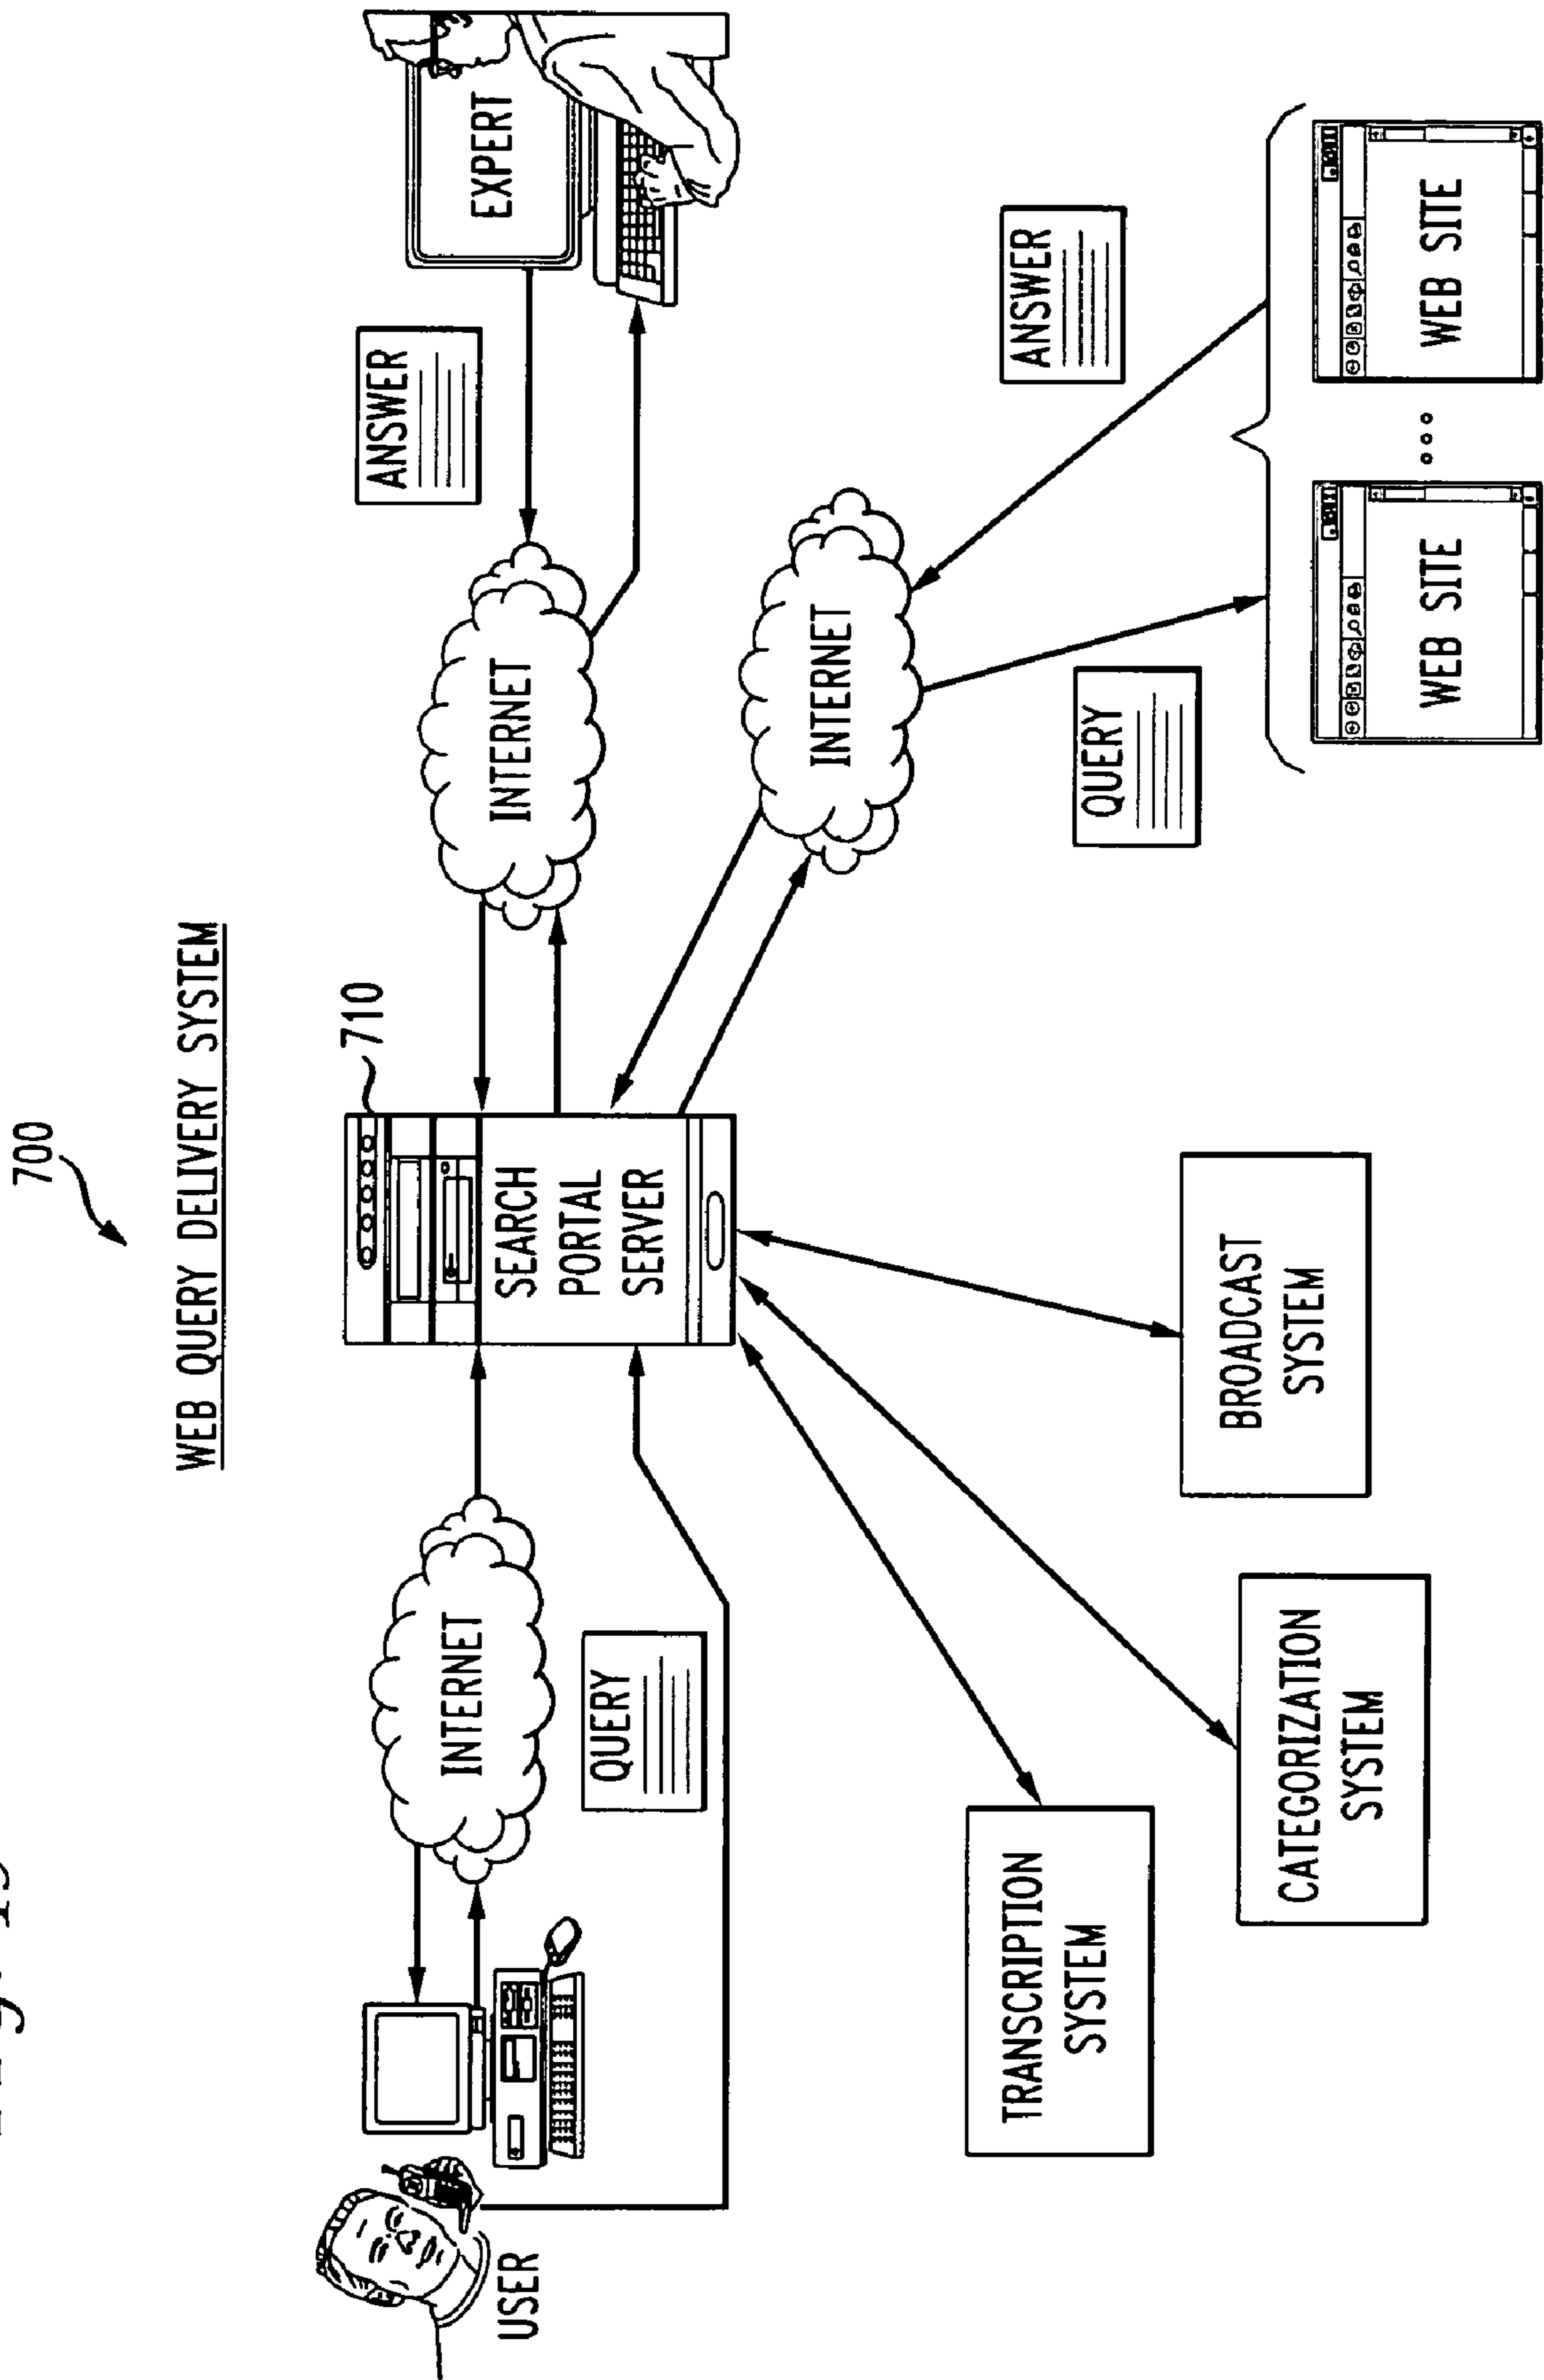 700
WEB QUERY DELIVERY SYSTEM
710
SEARCH
PORTAL
SERVER
INTERNET
QUERY
USER
INTERNET
ANSWER
EXPERT
INTERNET
ANSWER
QUERY
WEB SITE
WEB SITE
TRANSCRIPTION
SYSTEM
CATEGORIZATION
SYSTEM
BROADCAST
SYSTEM